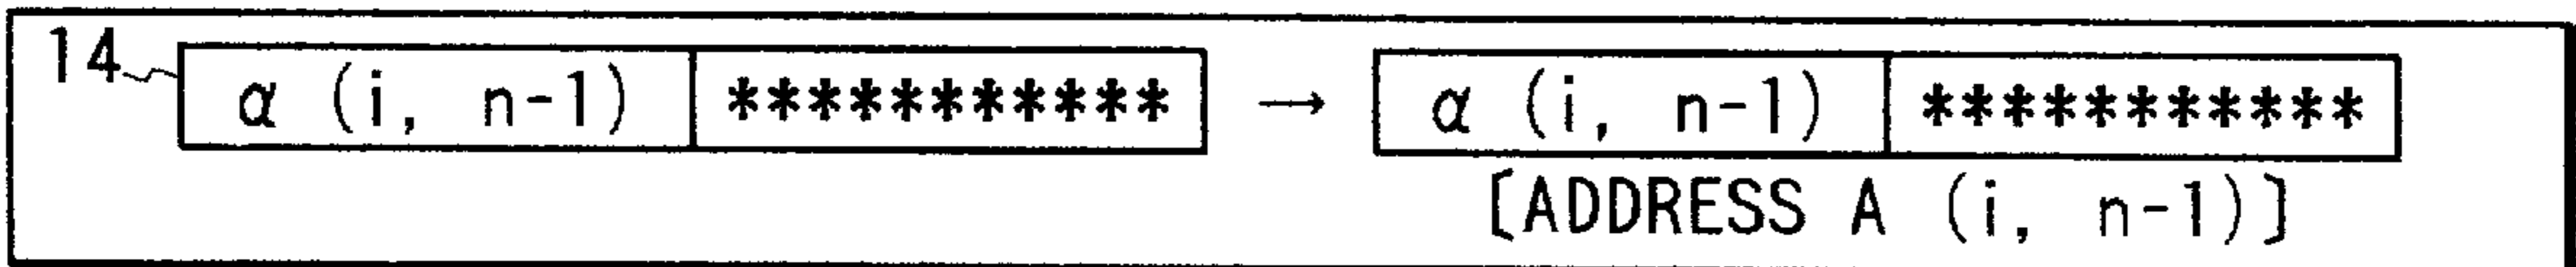 14 α (i, n-1) *********** → α (i, n-1) ***********
[ADDRESS A (i, n-1)]